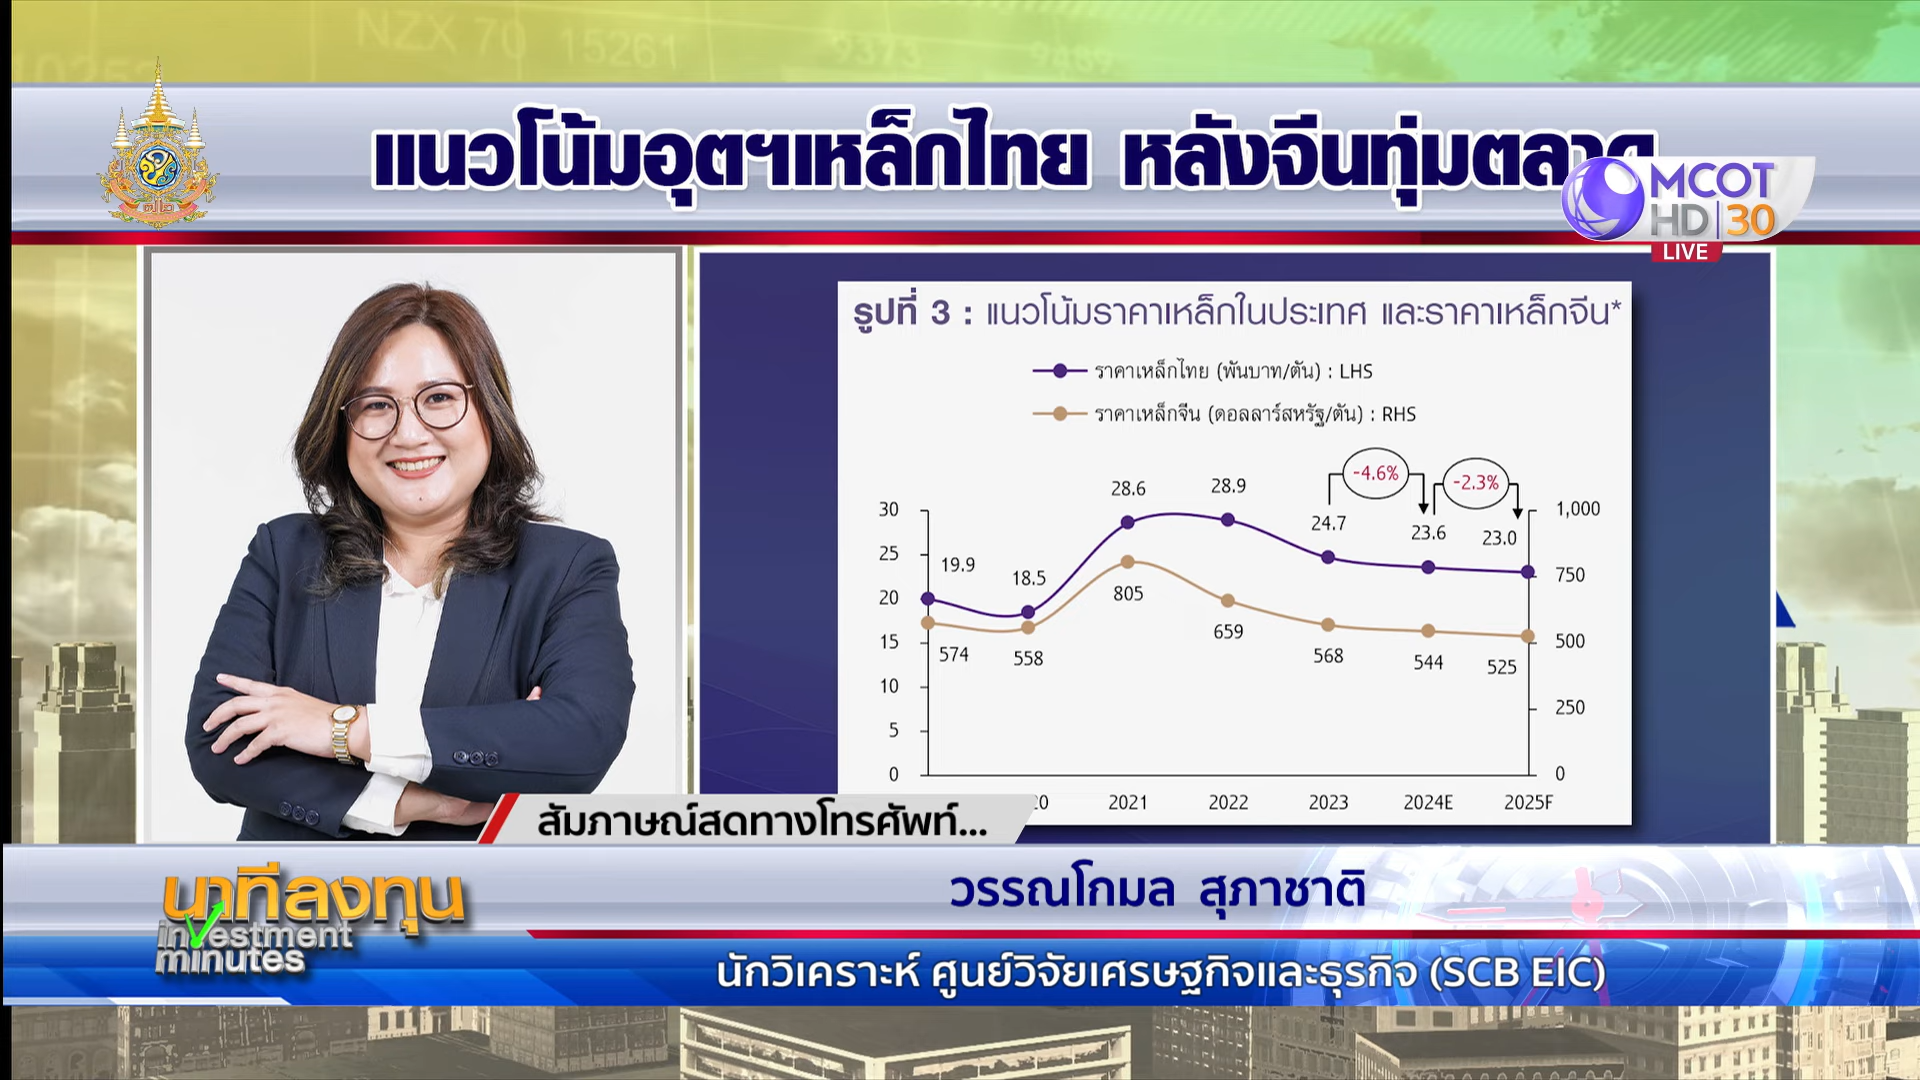 NZX 70 15261 9373 9489
แนวโน้มอุตฯเหล็กไทย หลังจีนทุ่มตลาด
MCOT
HD 30
LIVE
รูปที่ 3 : แนวโน้มราคาเหล็กในประเทศ และราคาเหล็กจีน*
ราคาเหล็กไทย (พันบาท/ตัน) : LHS
ราคาเหล็กจีน (ดอลลาร์สหรัฐ/ตัน) : RHS
-4.6% -2.3%
30 28.6 28.9 24.7 23.6 23.0 1,000
25 19.9 18.5 750
20 805
15 574 558 659 568 544 525 500
10 250
5
0 0
20 2021 2022 2023 2024E 2025F
สัมภาษณ์สดทางโทรศัพท์...
นาทีลงทุน
investment
minutes
วรรณโกมล สุภาชาติ
นักวิเคราะห์ ศูนย์วิจัยเศรษฐกิจและธุรกิจ (SCB EIC)